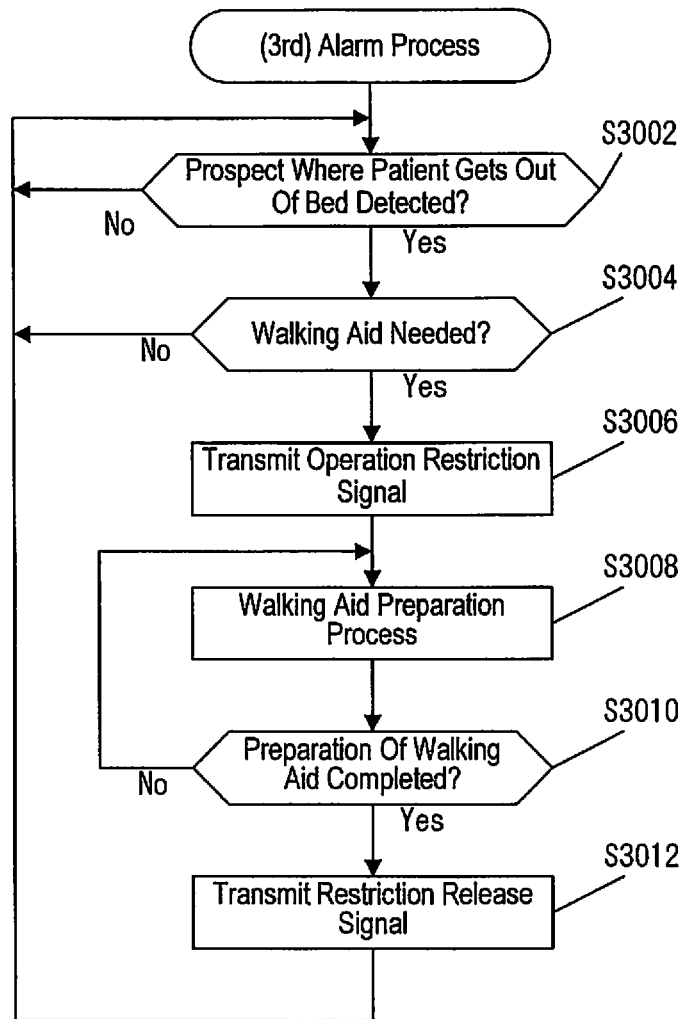 (3rd) Alarm Process
S3002
Prospect Where Patient Gets Out
Of Bed Detected?
No
Yes
S3004
Walking Aid Needed?
No
Yes
S3006
Transmit Operation Restriction
Signal
S3008
Walking Aid Preparation
Process
S3010
Preparation Of Walking
Aid Completed?
No
Yes
S3012
Transmit Restriction Release
Signal